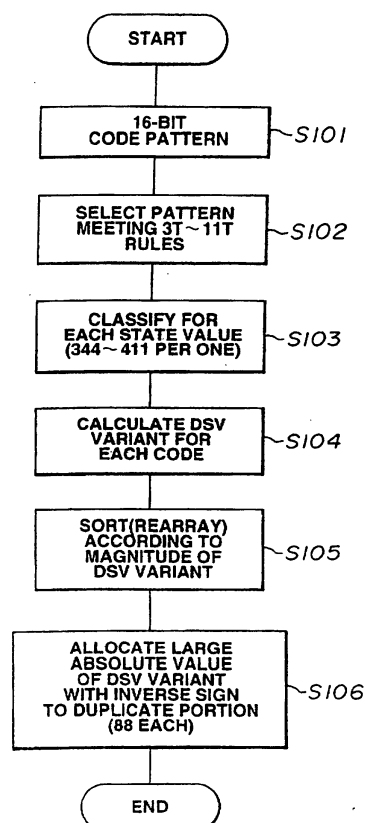 START
16-BIT
CODE PATTERN
S101
SELECT PATTERN
MEETING 3T~11T
RULES
S102
CLASSIFY FOR
EACH STATE VALUE
(344~411 PER ONE)
S103
CALCULATE DSV
VARIANT FOR
EACH CODE
S104
SORT(REARRAY)
ACCORDING TO
MAGNITUDE OF
DSV VARIANT
S105
ALLOCATE LARGE
ABSOLUTE VALUE
OF DSV VARIANT
WITH INVERSE SIGN
TO DUPLICATE PORTION
(88 EACH)
S106
END